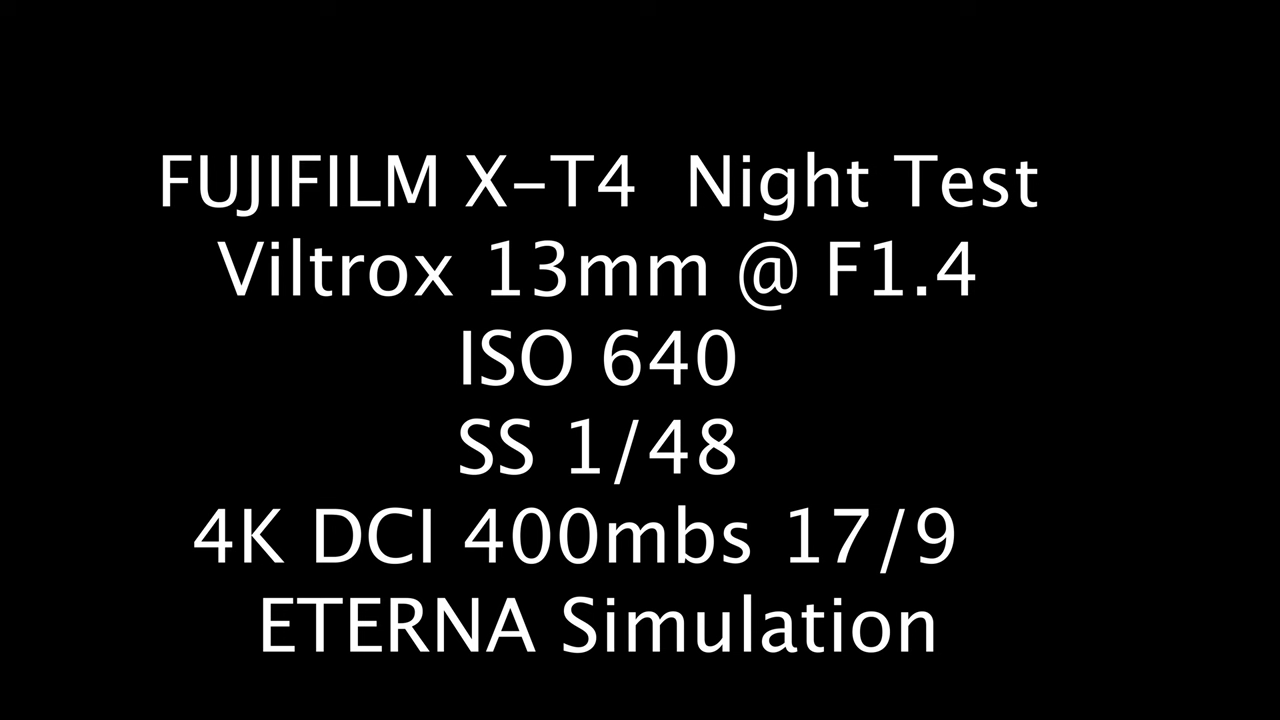 FUJIFILM X-T4  Night Test
Viltrox 13mm @ F1.4
ISO 640
SS 1/48
4K DCI 400mbs 17/9
ETERNA Simulation